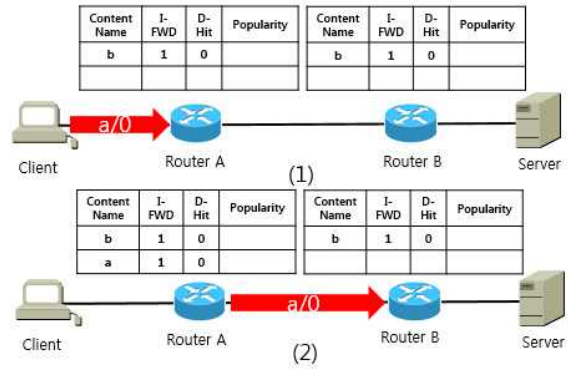 Content Name I-FWD D-Hit Popularity
b 1 0
Content Name I-FWD D-Hit Popularity
b 1 0
a/0
Client
Router A
Router B
Server
(1)
Content Name I-FWD D-Hit Popularity
b 1 0
a 1 0
Content Name I-FWD D-Hit Popularity
b 1 0
a/0
Client
Router A
Router B
Server
(2)